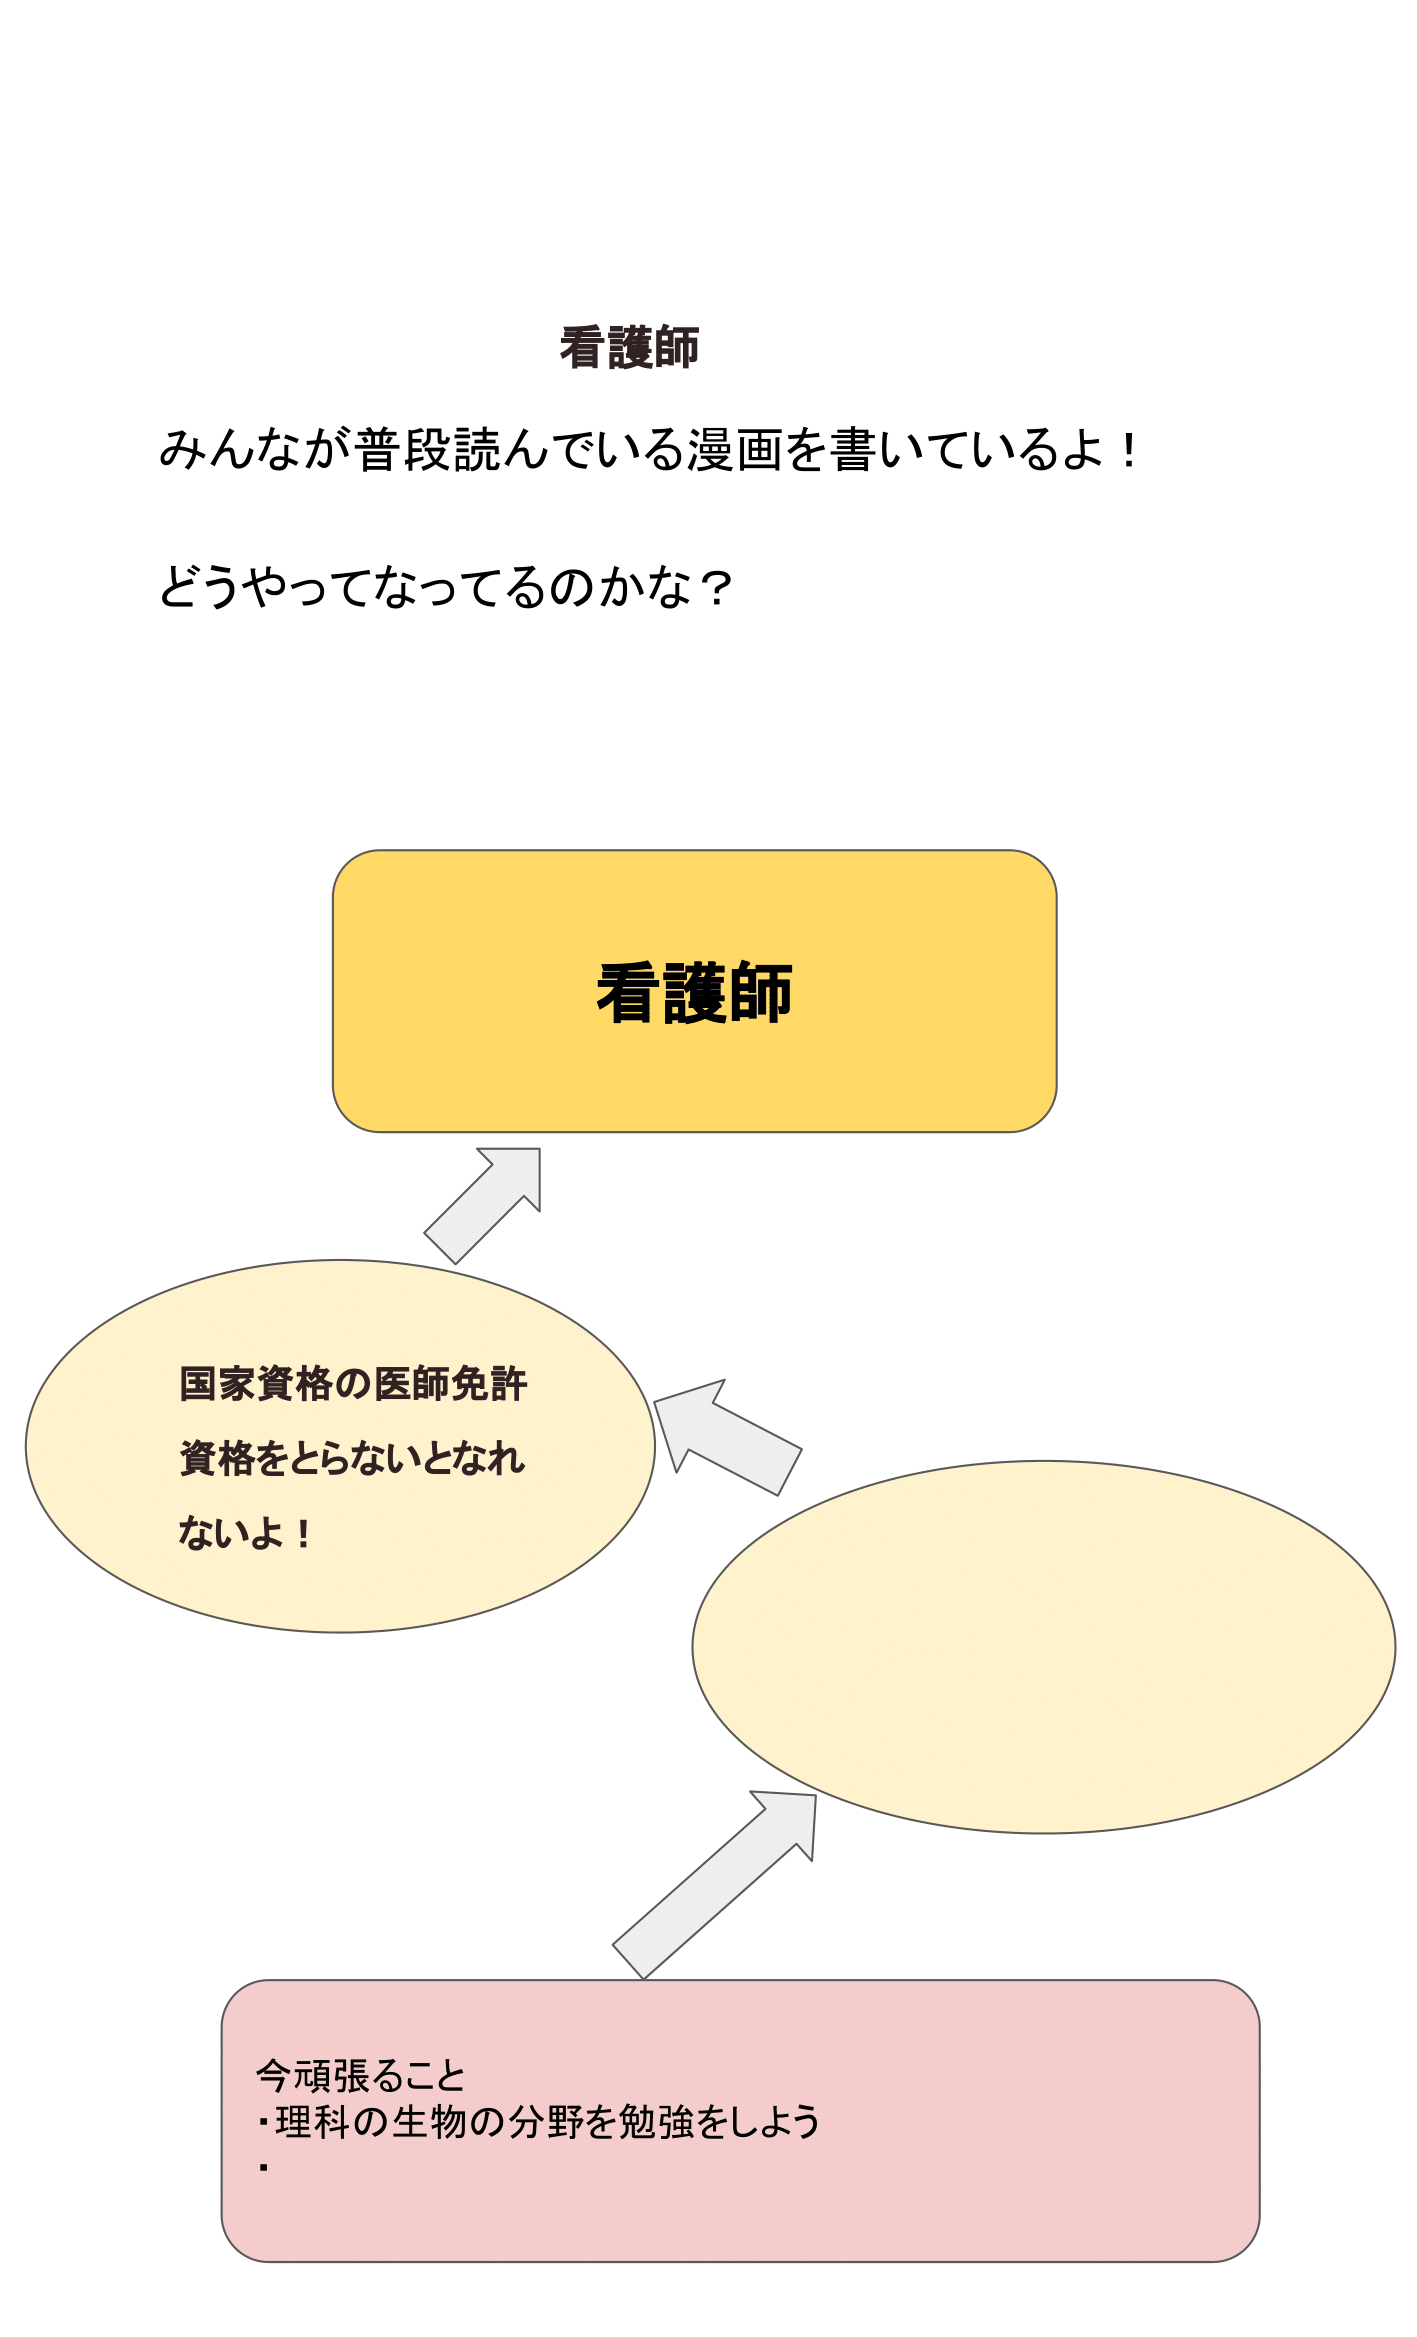 看護師
みんなが普段読んでいる漫画を書いているよ！
どうやってなってるのかな？
看護師
国家資格の医師免許
資格をとらないとなれ
ないよ！
今頑張ること
・理科の生物の分野を勉強をしよう
・